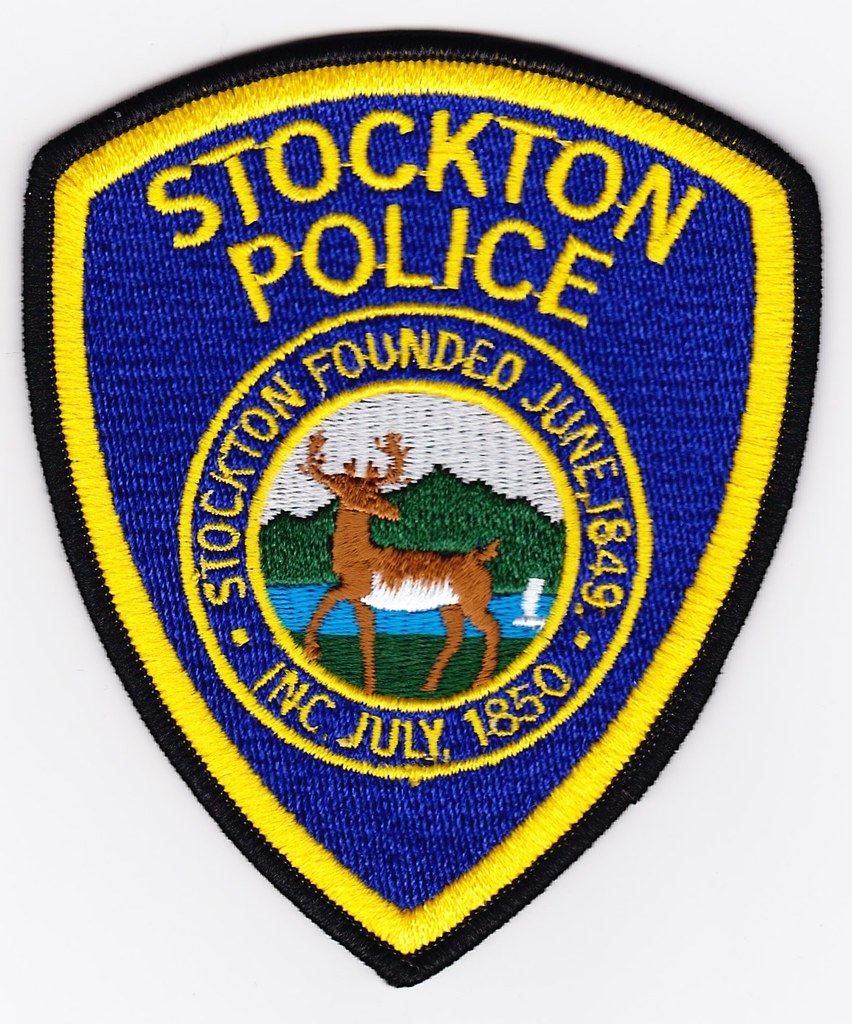 STOCKTON
POLICE
STOCKTON FOUNDED JUNE, 1849.
INC. JULY, 1850